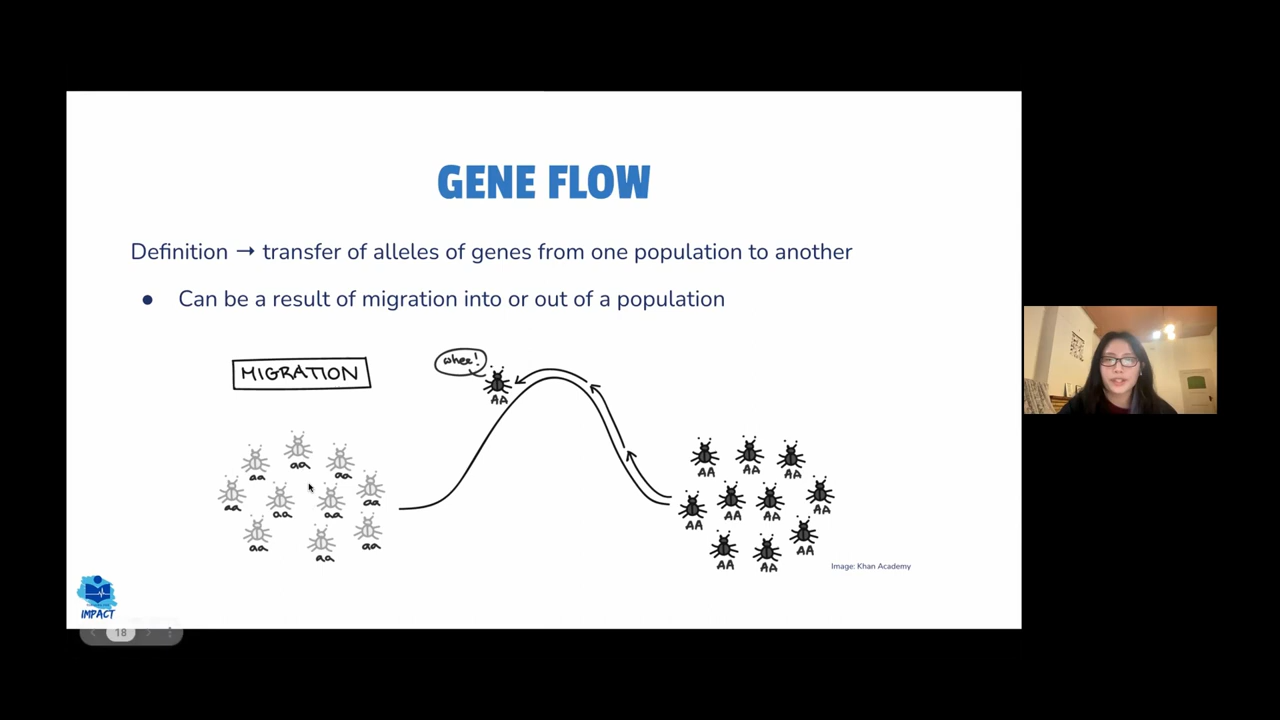 GENE FLOW
Definition → transfer of alleles of genes from one population to another
● Can be a result of migration into or out of a population
MIGRATION
whee!
AA
aa
aa
aa
aa
aa
aa
aa
aa
aa
aa
AA
AA
AA
AA
AA
AA
AA
AA
AA
AA
AA
Image: Khan Academy
IMPACT
18